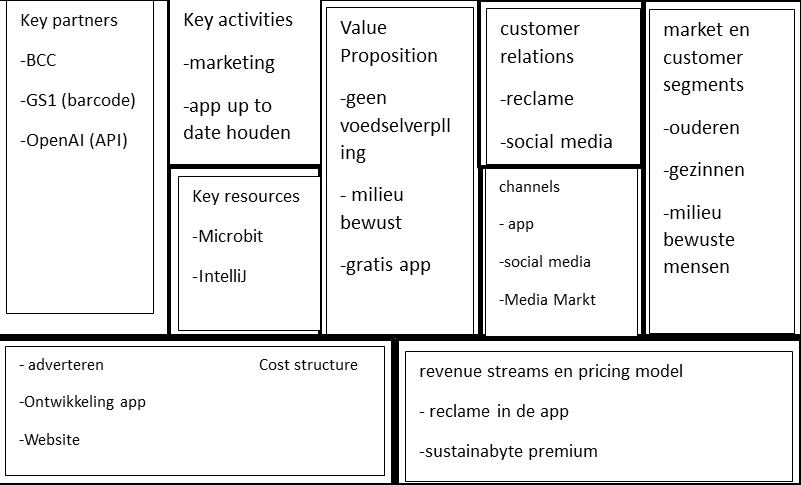 Key partners
-BCC
-GS1 (barcode)
-OpenAI (API)
Key activities
-marketing
-app up to
date houden
Key resources
-Microbit
-IntelliJ
Value
Proposition
-geen
voedselverpll
ing
- milieu
bewust
-gratis app
customer
relations
-reclame
-social media
channels
- app
-social media
-Media Markt
market en
customer
segments
-ouderen
-gezinnen
-milieu
bewuste
mensen
- adverteren Cost structure
-Ontwikkeling app
-Website
revenue streams en pricing model
- reclame in de app
-sustainabyte premium